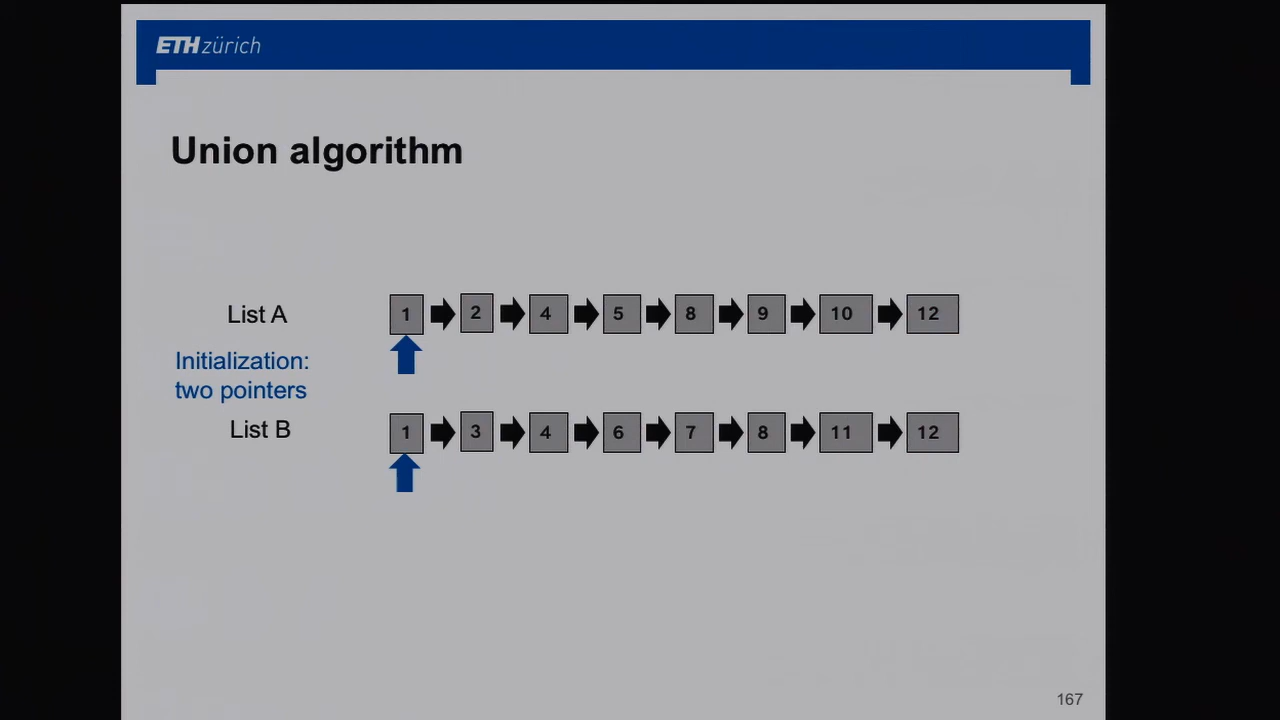 ETH zürich
Union algorithm
List A 1 2 4 5 8 9 10 12
Initialization:
two pointers
List B 1 3 4 6 7 8 11 12
167